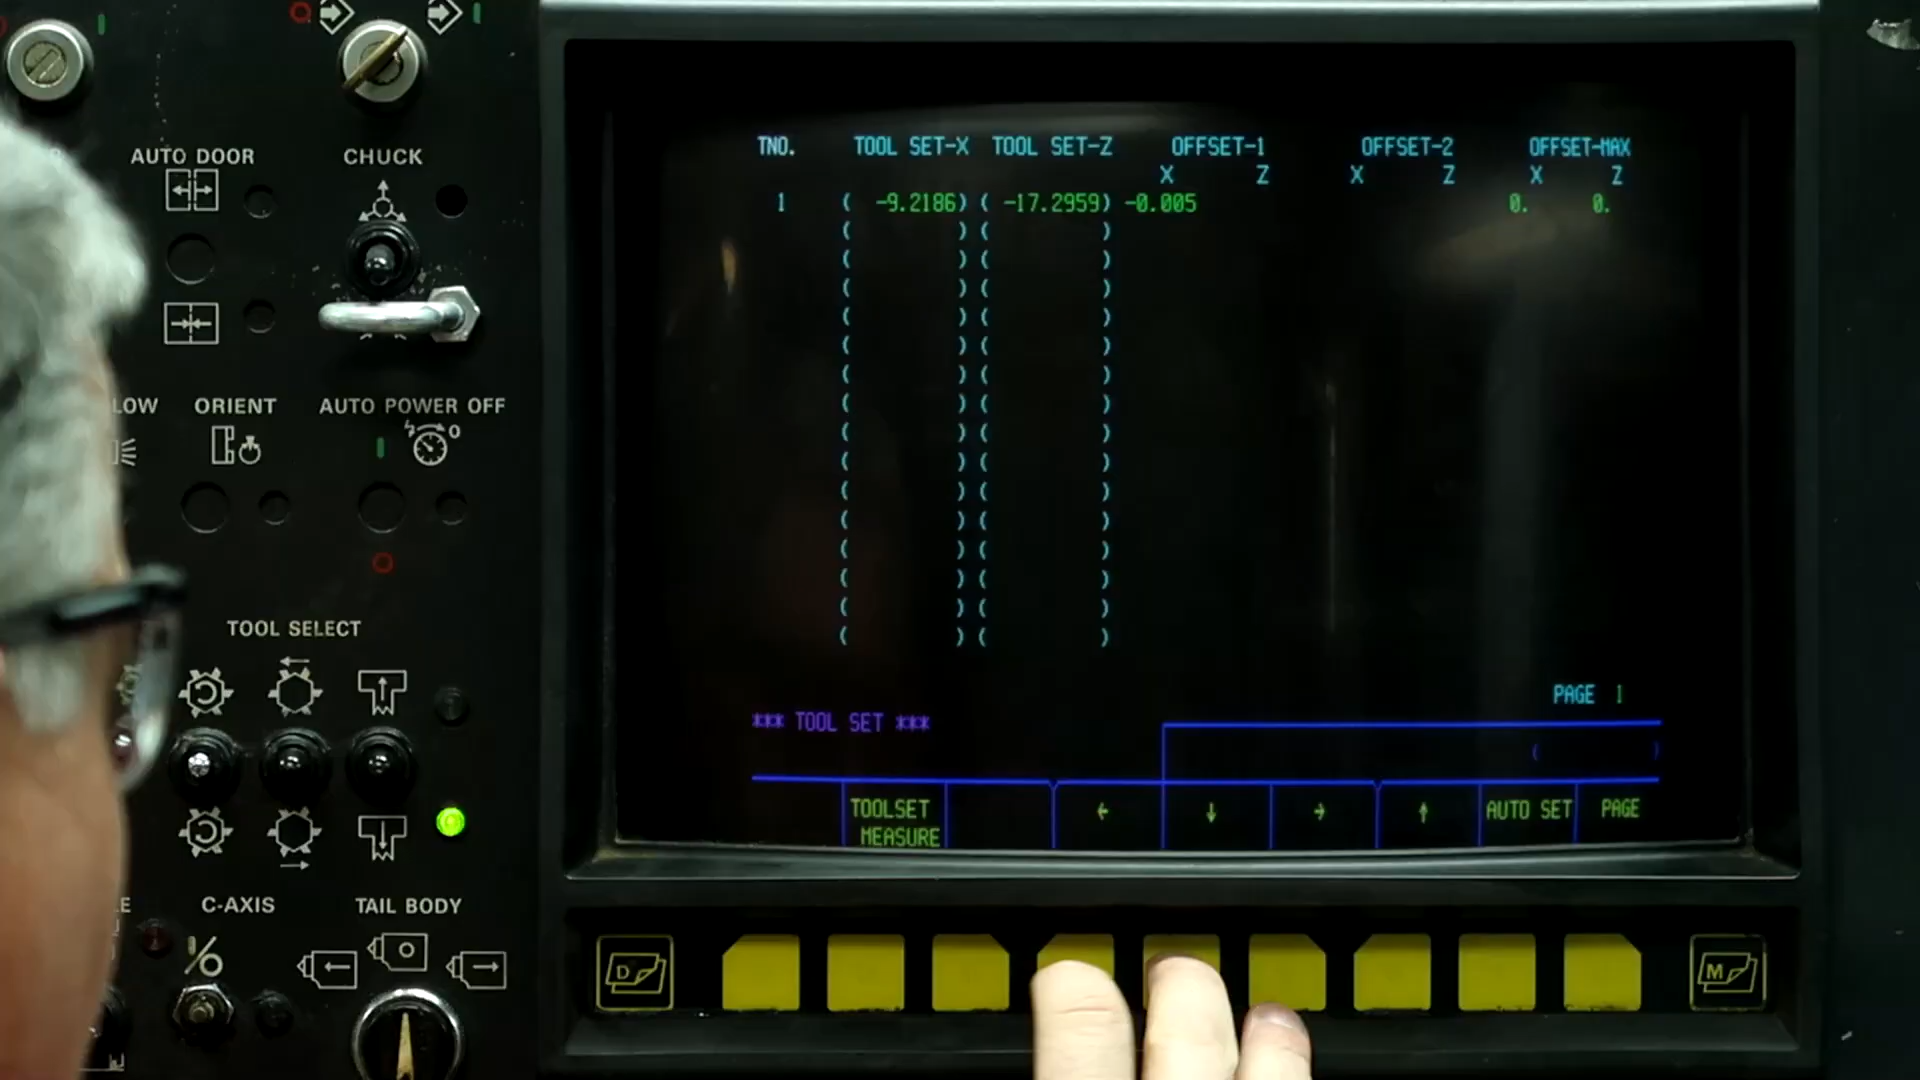 AUTO DOOR
CHUCK
LOW
ORIENT
AUTO POWER OFF
TOOL SELECT
C-AXIS
TAIL BODY
TNO. TOOL SET-X TOOL SET-Z OFFSET-1 OFFSET-2 OFFSET-MAX
X Z X Z X Z
1 ( -9.2186) ( -17.2959) -0.005 0. 0.
PAGE 1
*** TOOL SET ***
( )
TOOLSET MEASURE ← ↓ → ↑ AUTO SET PAGE
D
M